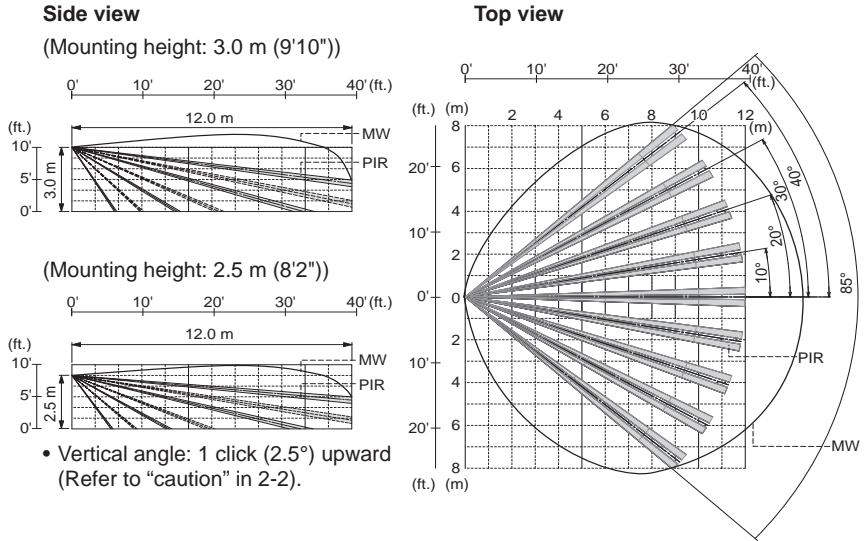 Side view
(Mounting height: 3.0 m (9'10"))
0' 10' 20' 30' 40' (ft.)
12.0 m
(ft.)
10'
5'
0'
3.0 m
MW
PIR
(Mounting height: 2.5 m (8'2"))
0' 10' 20' 30' 40' (ft.)
12.0 m
(ft.)
10'
5'
0'
2.5 m
MW
PIR
• Vertical angle: 1 click (2.5°) upward
(Refer to “caution” in 2-2).
Top view
0' 10' 20' 30' 40'
(ft.)
(ft.) (m)
2 4 6 8 10 12
(m)
8
20'
6
4
10'
2
0' 0
2
10'
4
20' 6
8
(ft.) (m)
10°
20°
30°
40°
85°
PIR
MW